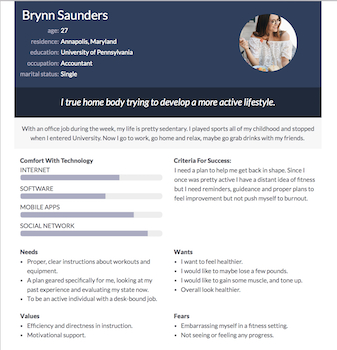 Brynn Saunders
age: 27
residence: Annapolis, Maryland
education: University of Pennsylvania
occupation: Accountant
marital status: Single
I true home body trying to develop a more active lifestyle.
With an office job during the week, my life is pretty sedentary. I played sports all of my childhood and stopped
when I entered University. Now I go to work, go home and relax, maybe go grab drinks with my friends.
Comfort With Technology
INTERNET
SOFTWARE
MOBILE APPS
SOCIAL NETWORK
Criteria For Success:
I need a plan to help me get back in shape. Since I
once was pretty active I have a distant idea of fitness
but I need reminders, guideance and proper plans to
feel improvement but not push myself to burnout.
Needs
Proper, clear instructions about workouts and
equipment.
A plan geared specifically for me, looking at my
past experience and evaluating my state now.
To be an active individual with a desk-bound job.
Wants
I want to feel healthier.
I would like to maybe lose a few pounds.
I would like to gain some muscle, and tone up.
Overall look healthier.
Values
Efficiency and directness in instruction.
Motivational support.
Fears
Embarrassing myself in a fitness setting.
Not seeing or feeling any progress.